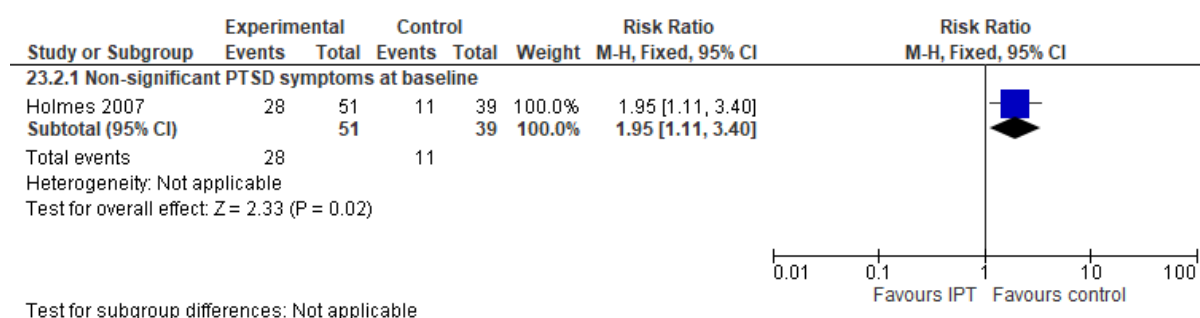 Experimental Control Risk Ratio Risk Ratio
Study or Subgroup Events Total Events Total Weight M-H, Fixed, 95% CI M-H, Fixed, 95% CI
23.2.1 Non-significant PTSD symptoms at baseline
Holmes 2007 28 51 11 39 100.0% 1.95 [1.11, 3.40]
Subtotal (95% CI) 51 39 100.0% 1.95 [1.11, 3.40]
Total events 28 11
Heterogeneity: Not applicable
Test for overall effect: Z = 2.33 (P = 0.02)
0.01 0.1 1 10 100
Favours IPT Favours control
Test for subgroup differences: Not applicable